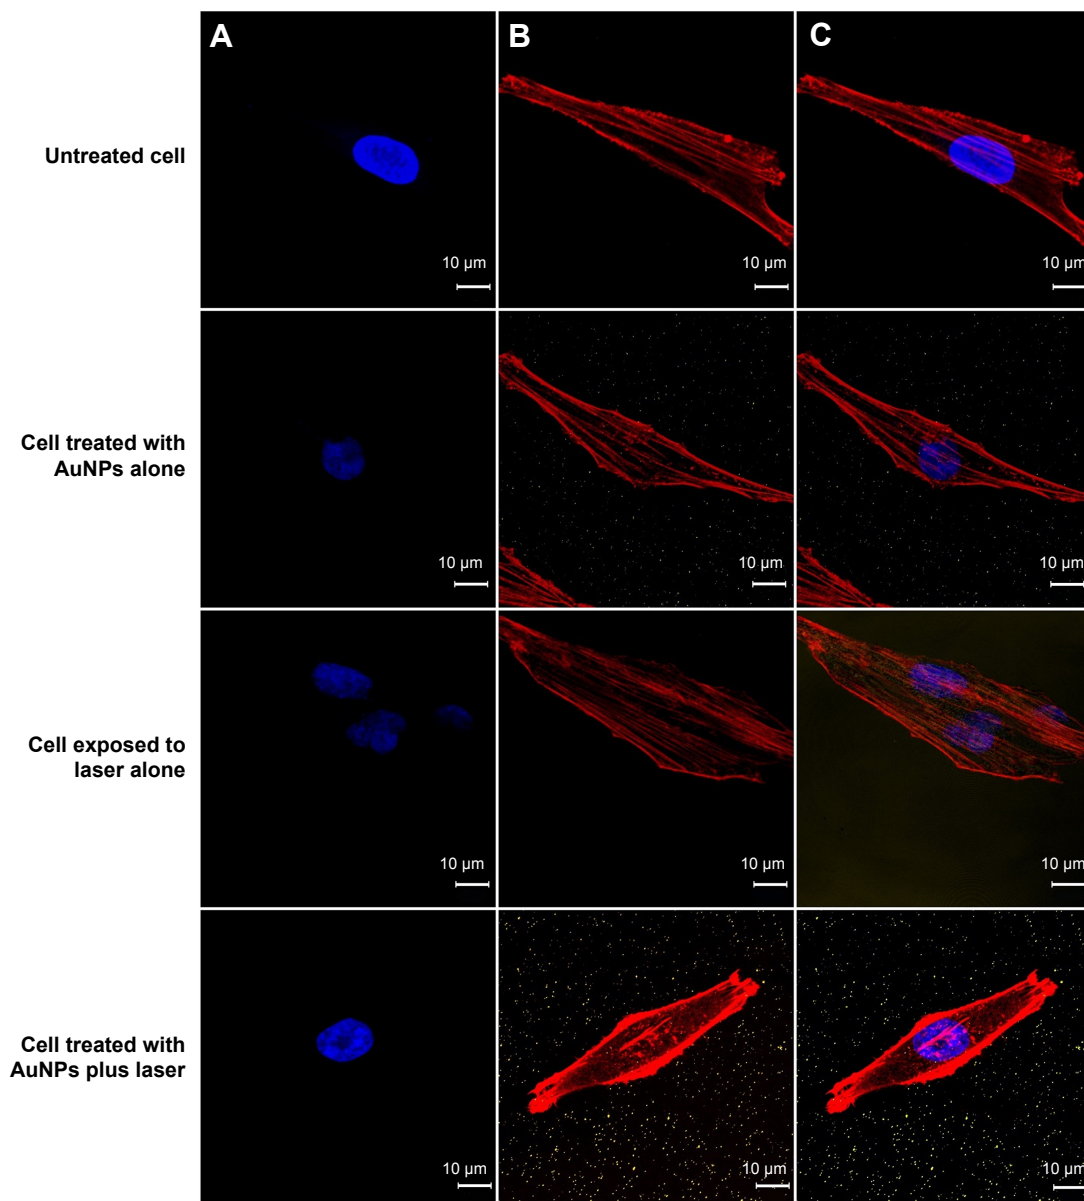 A B C
Untreated cell
10 µm 10 µm 10 µm
Cell treated with
AuNPs alone
10 µm 10 µm 10 µm
Cell exposed to
laser alone
10 µm 10 µm 10 µm
Cell treated with
AuNPs plus laser
10 µm 10 µm 10 µm